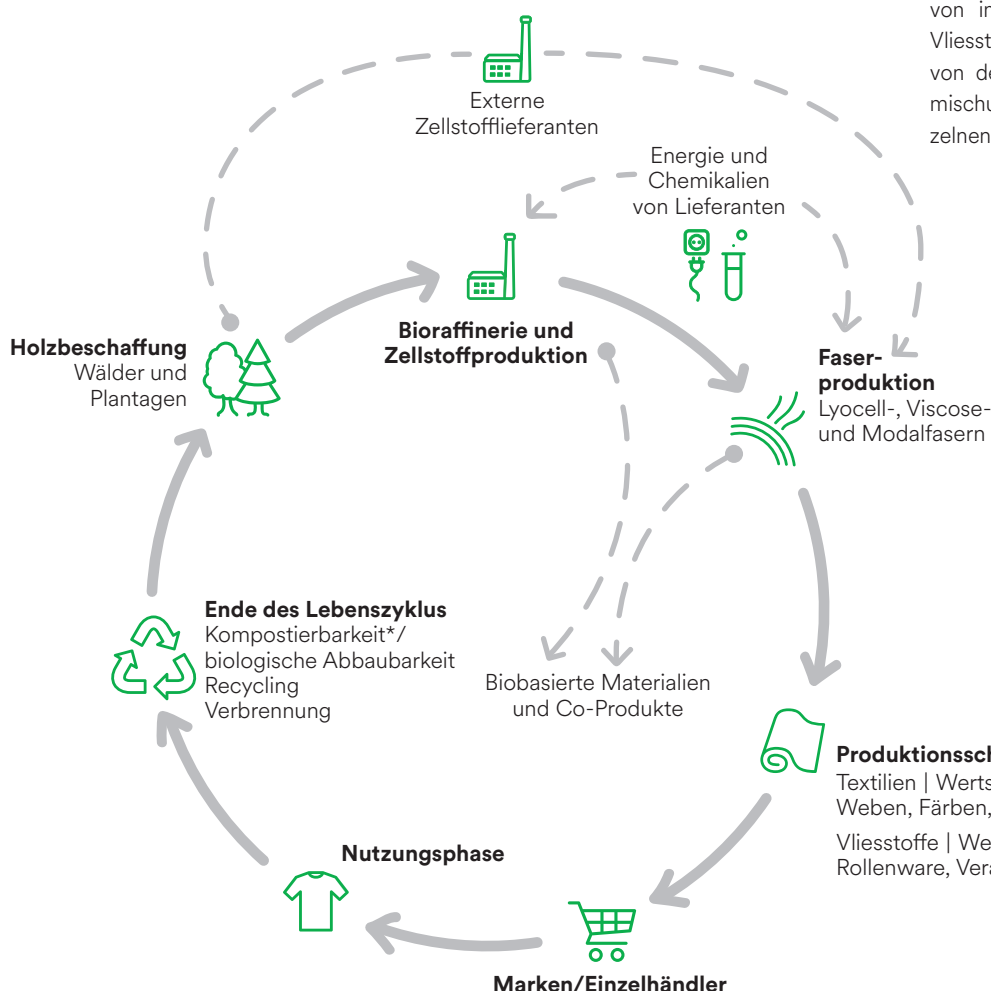 von
Vliesst
von de
mischu
zelnen
Externe
Zellstofflieferanten
Energie und
Chemikalien
von Lieferanten
Bioraffinerie und
Zellstoffproduktion
Holzbeschaffung
Wälder und
Plantagen
Faser-
produktion
Lyocell-, Viscose-
und Modalfasern
Ende des Lebenszyklus
Kompostierbarkeit*/
biologische Abbaubarkeit
Recycling
Verbrennung
Biobasierte Materialien
und Co-Produkte
Produktionssch
Textilien | Werts
Weben, Färben,
Vliesstoffe | We
Rollenware, Vera
Nutzungsphase
Marken/Einzelhändler